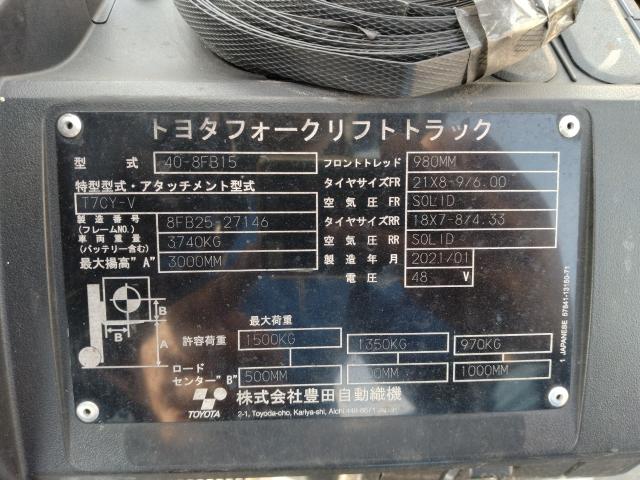 トヨタフォークリフトトラック
型 式 40-8FB15 フロントトレッド 980MM
特型型式・アタッチメント型式 タイヤサイズFR 21X8-9/6.00
T7CY-V 空気圧FR SOLID
製造番号(フレームNO.) 8FB25-27146 タイヤサイズRR 18X7-8/4.33
車両重量(バッテリー含む) 3740KG 空気圧RR SOLID
最大揚高"A" 3000MM 製造年月 2021/01
電圧 48 V
B
B
A
最大荷重
許容荷重 1500KG 1350KG 970KG
ロードセンター"B" 500MM 1000MM
TOYOTA 株式会社豊田自動織機
2-1, Toyoda-cho, Kariya-shi, Aichi 448-8671 Japan
1 JAPANESE 57841-13150-71